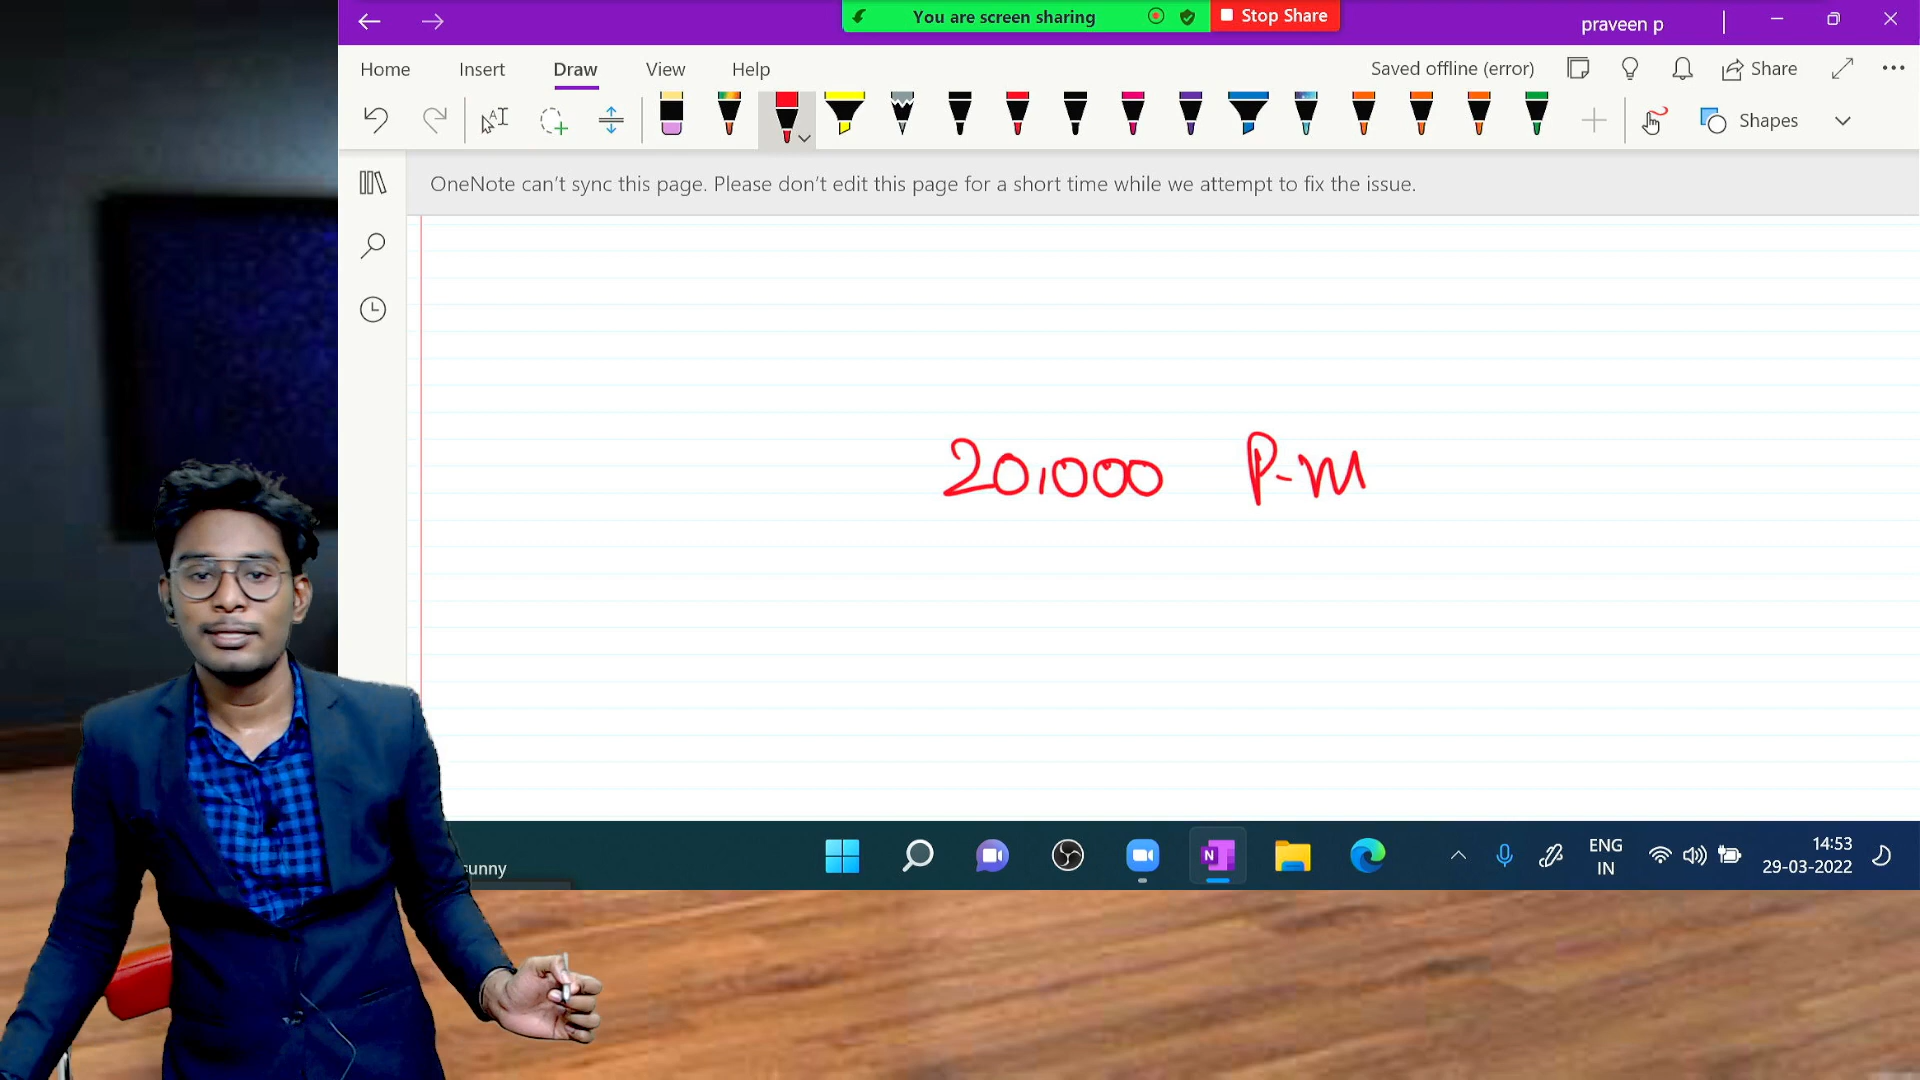 You are screen sharing
Stop Share
praveen p
Home Insert Draw View Help
Saved offline (error)
Share
Shapes
OneNote can't sync this page. Please don't edit this page for a short time while we attempt to fix the issue.
20,000 P.M
sunny
ENG
IN
14:53
29-03-2022